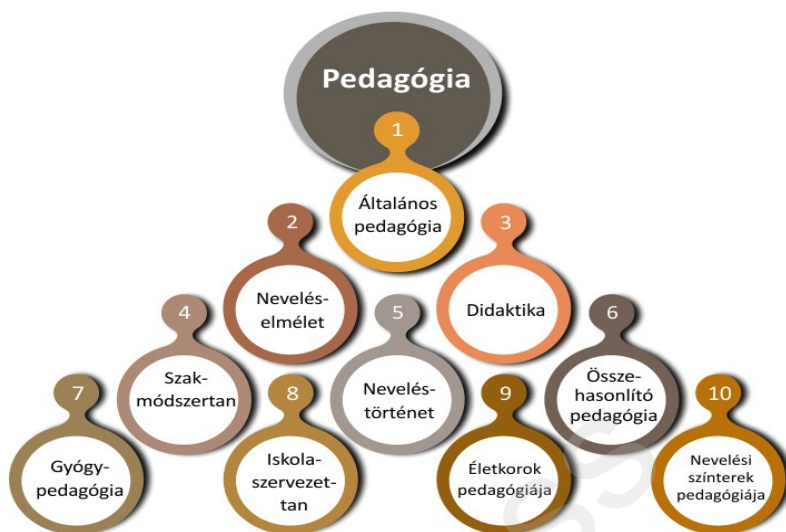 Pedagógia
1
Általános
pedagógia
2
Nevelés-
elmélet
3
Didaktika
4
Szak-
módszertan
5
Nevelés-
történet
6
Össze-
hasonlító
pedagógia
7
Gyógy-
pedagógia
8
Iskola-
szervezet-
tan
9
Életkorok
pedagógiája
10
Nevelési
színterek
pedagógiája